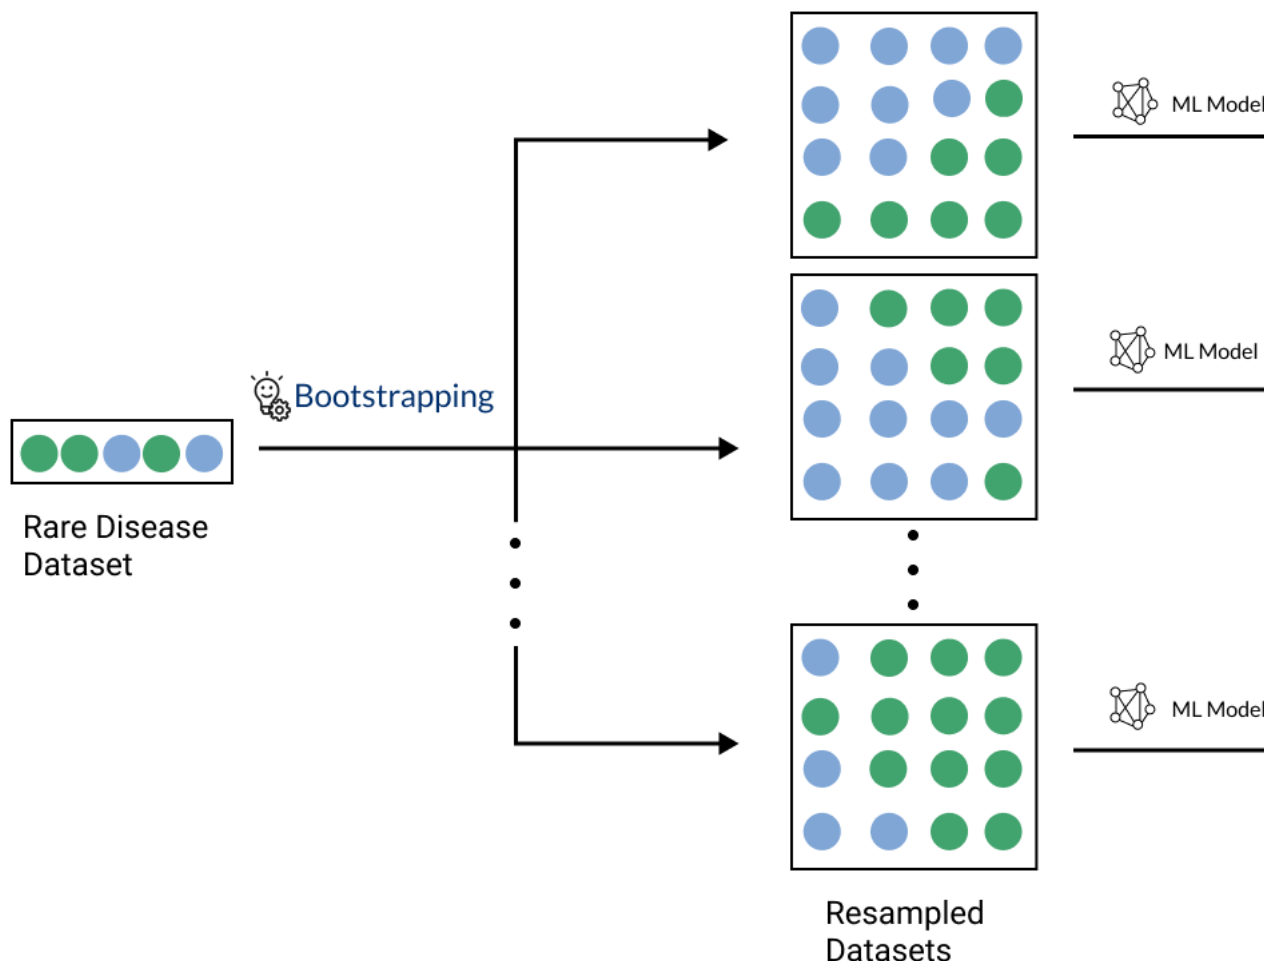 ML Model
Bootstrapping
ML Model
Rare Disease
Dataset
ML Model
Resampled
Datasets